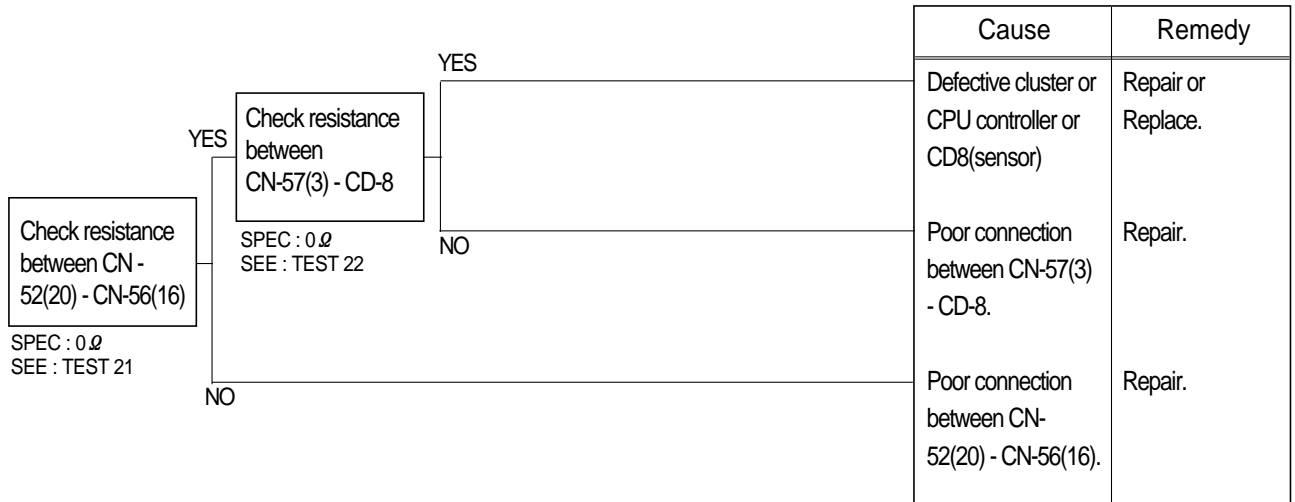 Cause
Remedy
YES
Defective cluster or
CPU controller or
CD8(sensor)
Repair or
Replace.
YES
Check resistance
between
CN-57(3) - CD-8
SPEC : 0 Ω
SEE : TEST 22
NO
Poor connection
between CN-57(3)
- CD-8.
Repair.
Check resistance
between CN -
52(20) - CN-56(16)
SPEC : 0 Ω
SEE : TEST 21
NO
Poor connection
between CN-
52(20) - CN-56(16).
Repair.